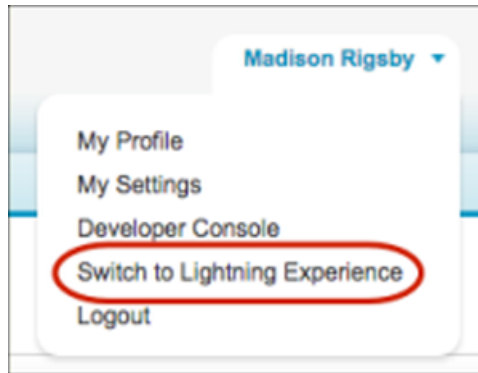 Madison Rigsby
My Profile
My Settings
Developer Console
Switch to Lightning Experience
Logout